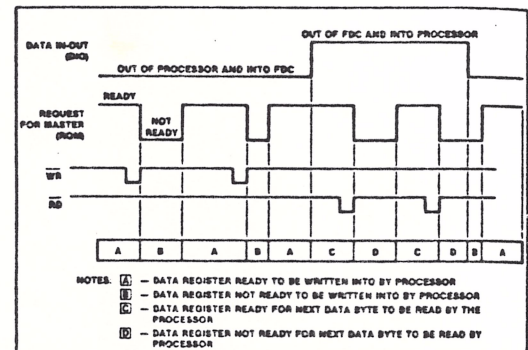 OUT OF FDC AND INTO PROCESSOR
DATA IN-OUT
(DIO)
OUT OF PROCESSOR AND INTO FDC
READY
REQUEST
FOR MASTER
(RQM)
NOT
READY
WR
RD
A B A B A C D C D B A
NOTES. A — DATA REGISTER READY TO BE WRITTEN INTO BY PROCESSOR
B — DATA REGISTER NOT READY TO BE WRITTEN INTO BY PROCESSOR
C — DATA REGISTER READY FOR NEXT DATA BYTE TO BE READ BY THE
PROCESSOR
D — DATA REGISTER NOT READY FOR NEXT DATA BYTE TO BE READ BY
PROCESSOR